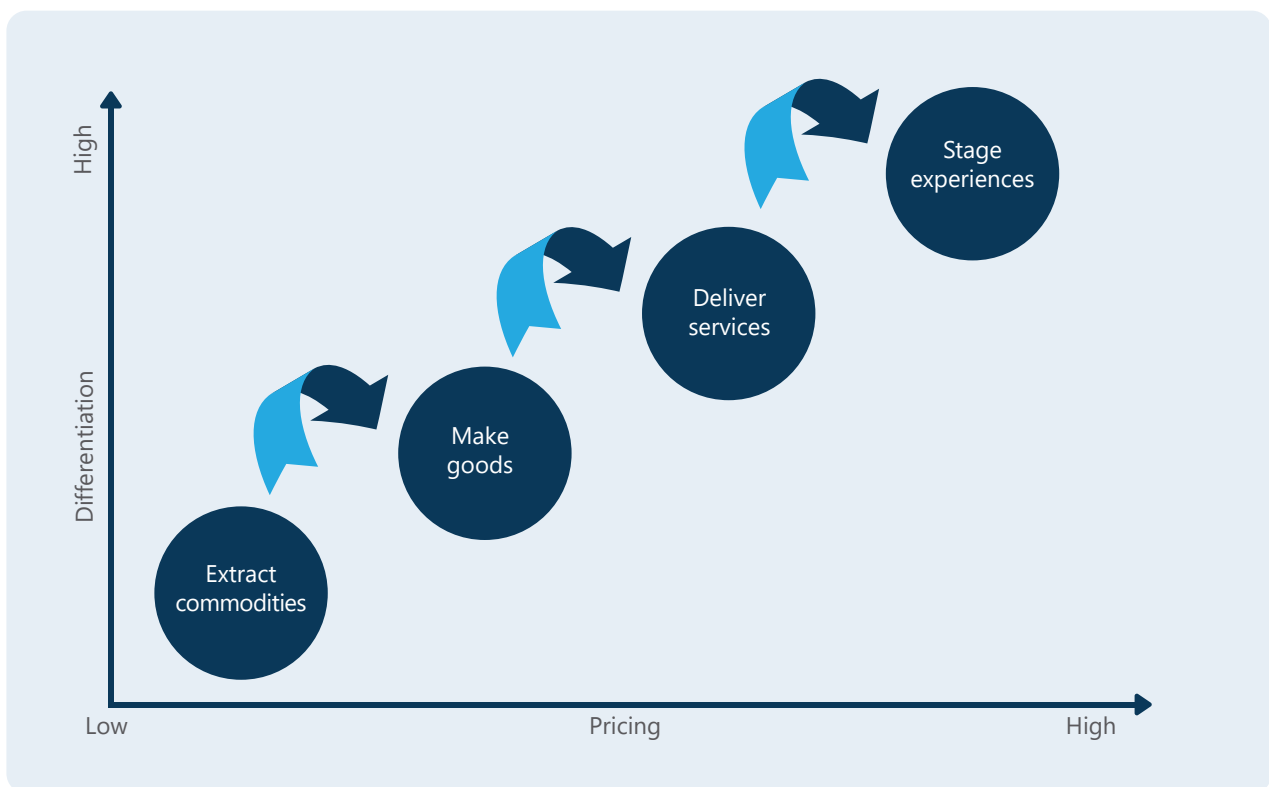 High
Stage
experiences
Deliver
services
Differentiation
Make
goods
Extract
commodities
Low
Pricing
High